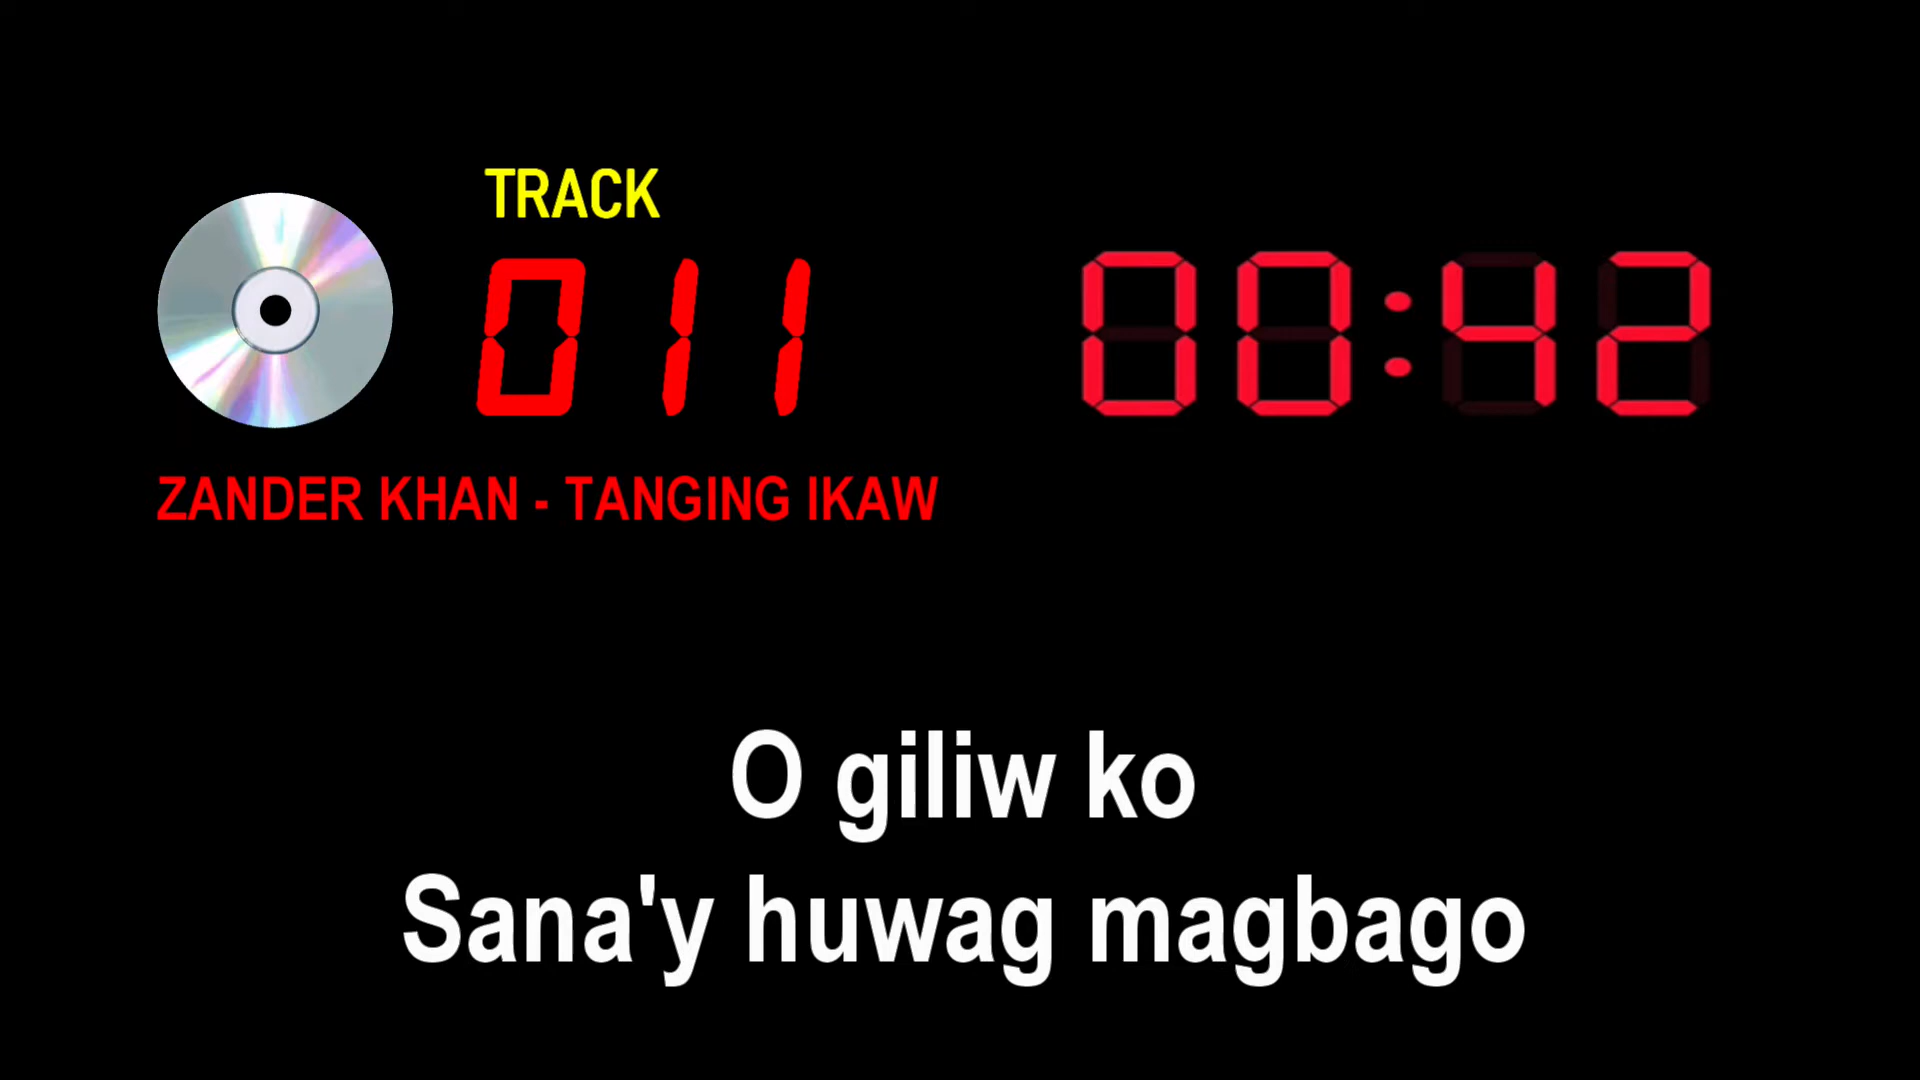 TRACK
011
00:42
ZANDER KHAN - TANGING IKAW
O giliw ko
Sana'y huwag magbago